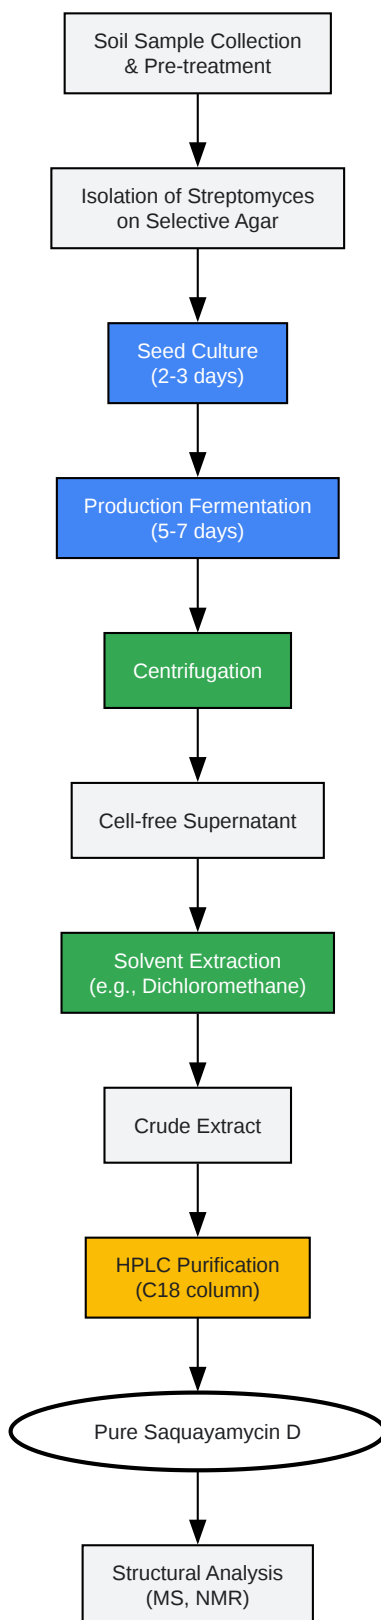 Soil Sample Collection
& Pre-treatment
Isolation of Streptomyces
on Selective Agar
Seed Culture
(2-3 days)
Production Fermentation
(5-7 days)
Centrifugation
Cell-free Supernatant
Solvent Extraction
(e.g., Dichloromethane)
Crude Extract
HPLC Purification
(C18 column)
Pure Saquayamycin D
Structural Analysis
(MS, NMR)